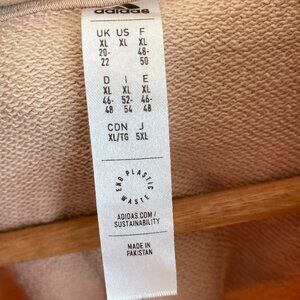 adidas
UK US F
XL XL XL
20- 48-
22 50
D I E
XL XL XL
46- 52- 46-
48 54 48
CDN J
XL/TG 5XL
END PLASTIC WASTE
ADIDAS.COM/
SUSTAINABILITY
MADE IN
PAKISTAN